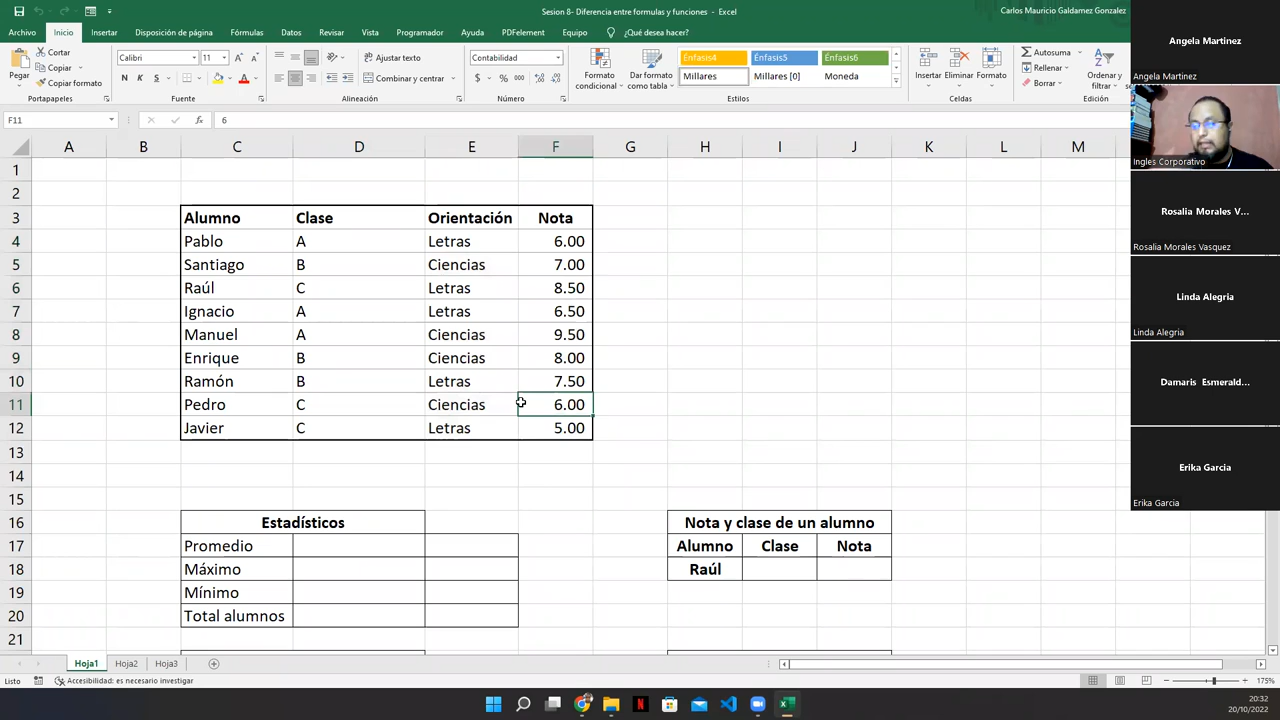 Sesion 8- Diferencia entre formulas y funciones - Excel
Carlos Mauricio Galdamez Gonzalez
Archivo Inicio Insertar Disposición de página Fórmulas Datos Revisar Vista Programador Ayuda PDFelement Equipo ¿Qué desea hacer?
Pegar
Cortar
Copiar
Copiar formato
Portapapeles
Calibri 11
N K S
Fuente
Ajustar texto
Combinar y centrar
Alineación
Contabilidad
$ % 000
Número
Formato condicional
Dar formato como tabla
Énfasis4 Énfasis5 Énfasis6
Millares Millares [0] Moneda
Estilos
Insertar Eliminar Formato
Celdas
Autosuma
Rellenar
Borrar
Ordenar y filtrar
Edición
F11 fx 6
A B C D E F G H I J K L M
1
2
3 Alumno Clase Orientación Nota
4 Pablo A Letras 6.00
5 Santiago B Ciencias 7.00
6 Raúl C Letras 8.50
7 Ignacio A Letras 6.50
8 Manuel A Ciencias 9.50
9 Enrique B Ciencias 8.00
10 Ramón B Letras 7.50
11 Pedro C Ciencias 6.00
12 Javier C Letras 5.00
13
14
15
16 Estadísticos Nota y clase de un alumno
17 Promedio Alumno Clase Nota
18 Máximo Raúl
19 Mínimo
20 Total alumnos
21
Hoja1 Hoja2 Hoja3
Listo Accesibilidad: es necesario investigar 175%
20:32
20/10/2022
Angela Martinez
Angela Martinez
Ingles Corporativo
Rosalia Morales V...
Rosalia Morales Vasquez
Linda Alegria
Linda Alegria
Damaris Esmerald...
Erika Garcia
Erika Garcia